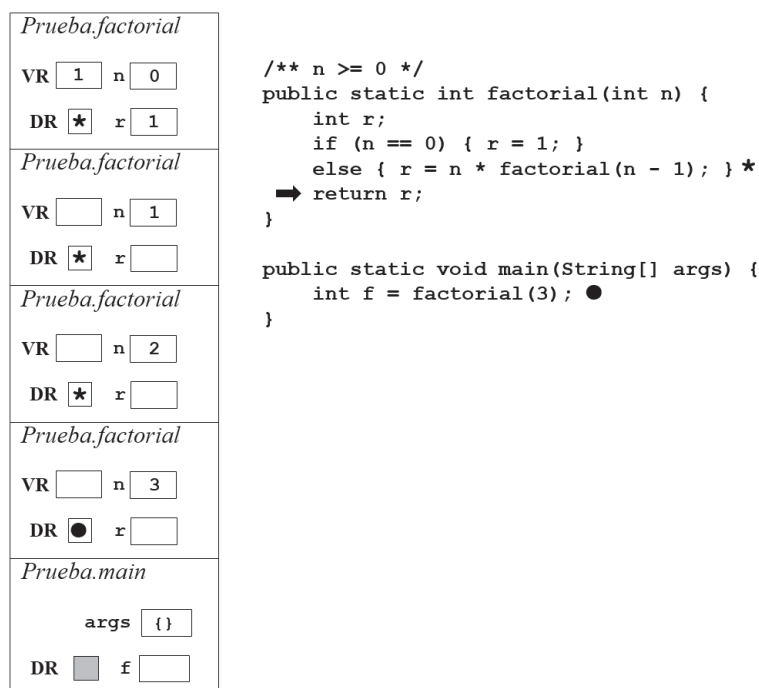 Prueba.factorial
VR 1 n 0
DR * r 1
Prueba.factorial
VR n 1
DR * r
Prueba.factorial
VR n 2
DR * r
Prueba.factorial
VR n 3
DR ● r
Prueba.main
args {}
DR f
/** n >= 0 */
public static int factorial(int n) {
int r;
if (n == 0) { r = 1; }
else { r = n * factorial(n - 1); } *
➡ return r;
}
public static void main(String[] args) {
int f = factorial(3); ●
}